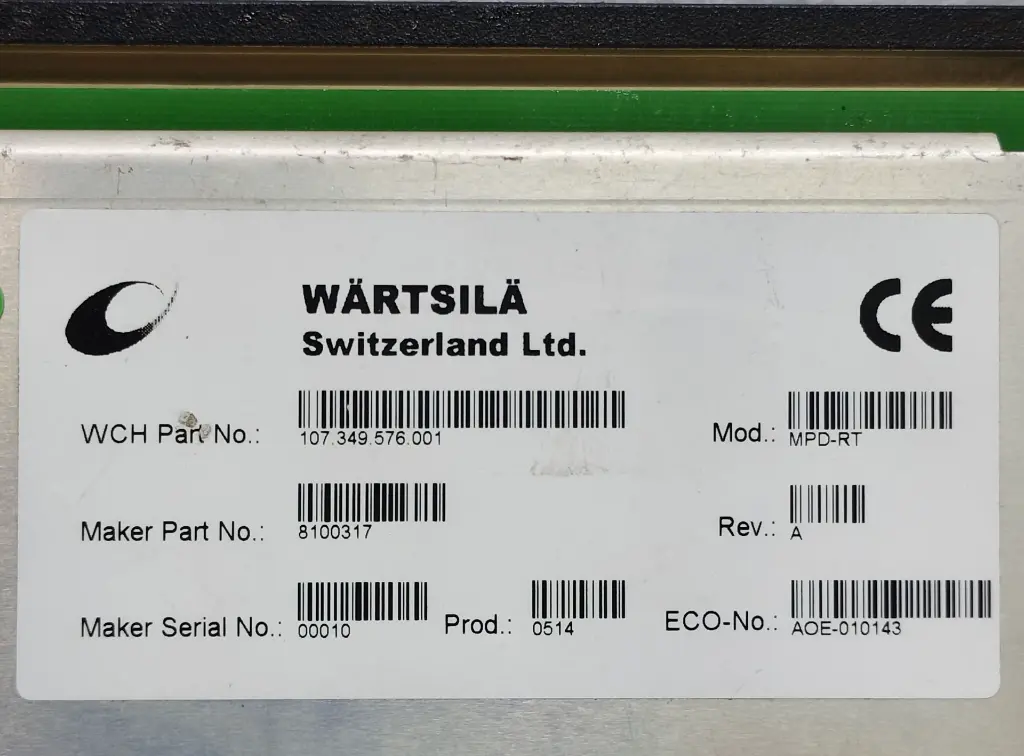 WÄRTSILÄ
Switzerland Ltd.
CE
WCH Part No.: 107.349.576.001 Mod.: MPD-RT
Maker Part No.: 8100317 Rev.: A
Maker Serial No.: 00010 Prod.: 0514 ECO-No.: AOE-010143